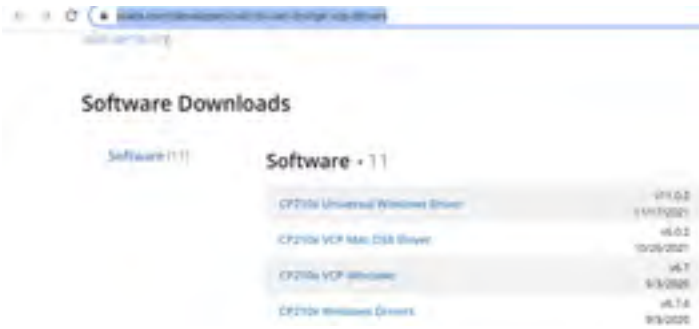 Software Downloads
Software (11)
Software • 11
CP210x Universal Windows Driver
v11.0.2
11/17/2021
CP210x VCP Mac OSX Driver
v6.0.2
10/26/2021
CP210x VCP Windows
v6.7
9/3/2020
CP210x Windows Drivers
v6.7.6
9/3/2020